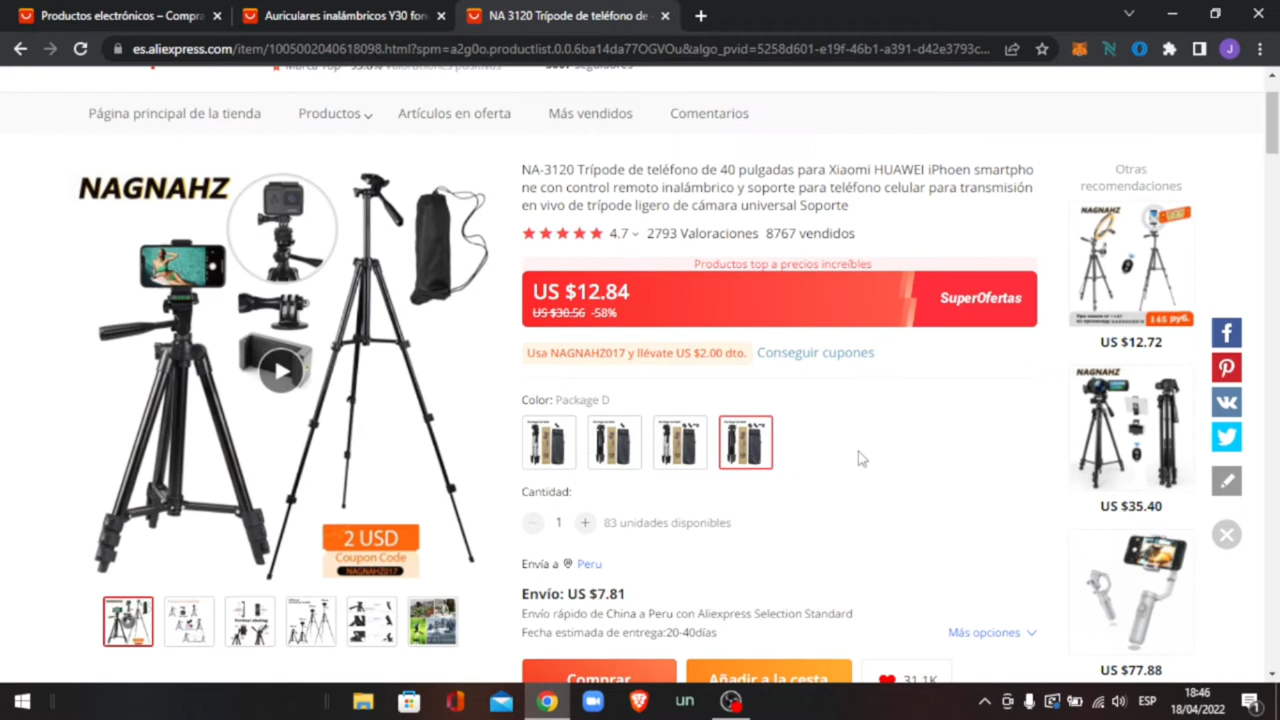 Productos electrónicos – Compra
Auriculares inalámbricos Y30 fon
NA 3120 Trípode de teléfono de
es.aliexpress.com/item/1005002040618098.html?spm=a2g0o.productlist.0.0.6ba14da77OGVOu&algo_pvid=5258d601-e19f-46b1-a391-d42e3793c...
J
Página principal de la tienda
Productos
Artículos en oferta
Más vendidos
Comentarios
NAGNAHZ
2 USD
Coupon Code
NAGNAHZ017
NA-3120 Trípode de teléfono de 40 pulgadas para Xiaomi HUAWEI iPhoen smartpho
ne con control remoto inalámbrico y soporte para teléfono celular para transmisión
en vivo de trípode ligero de cámara universal Soporte
4.7 2793 Valoraciones 8767 vendidos
Productos top a precios increíbles
US $12.84
US $30.56 -58%
SuperOfertas
Usa NAGNAHZ017 y llévate US $2.00 dto. Conseguir cupones
Color: Package D
Cantidad:
1
83 unidades disponibles
Envía a Peru
Envío: US $7.81
Envío rápido de China a Peru con Aliexpress Selection Standard
Fecha estimada de entrega:20-40días
Más opciones
Comprar
Añadir a la cesta
31.1K
Otras
recomendaciones
NAGNAHZ
145 руб.
US $12.72
NAGNAHZ
US $35.40
US $77.88
un
ESP
18:46
18/04/2022
1